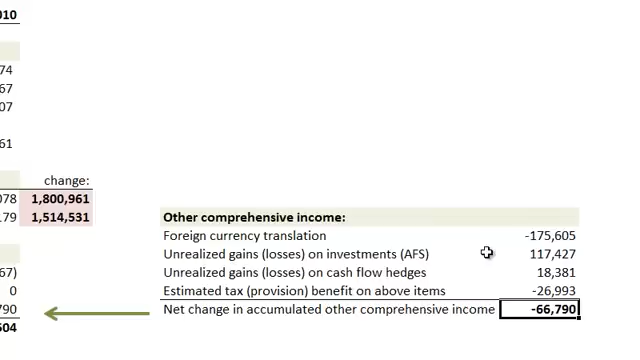 010
74
67
07
61
change:
078 1,800,961
179 1,514,531
Other comprehensive income:
Foreign currency translation -175,605
Unrealized gains (losses) on investments (AFS) 117,427
Unrealized gains (losses) on cash flow hedges 18,381
67)
0
Estimated tax (provision) benefit on above items -26,993
790 Net change in accumulated other comprehensive income -66,790
504